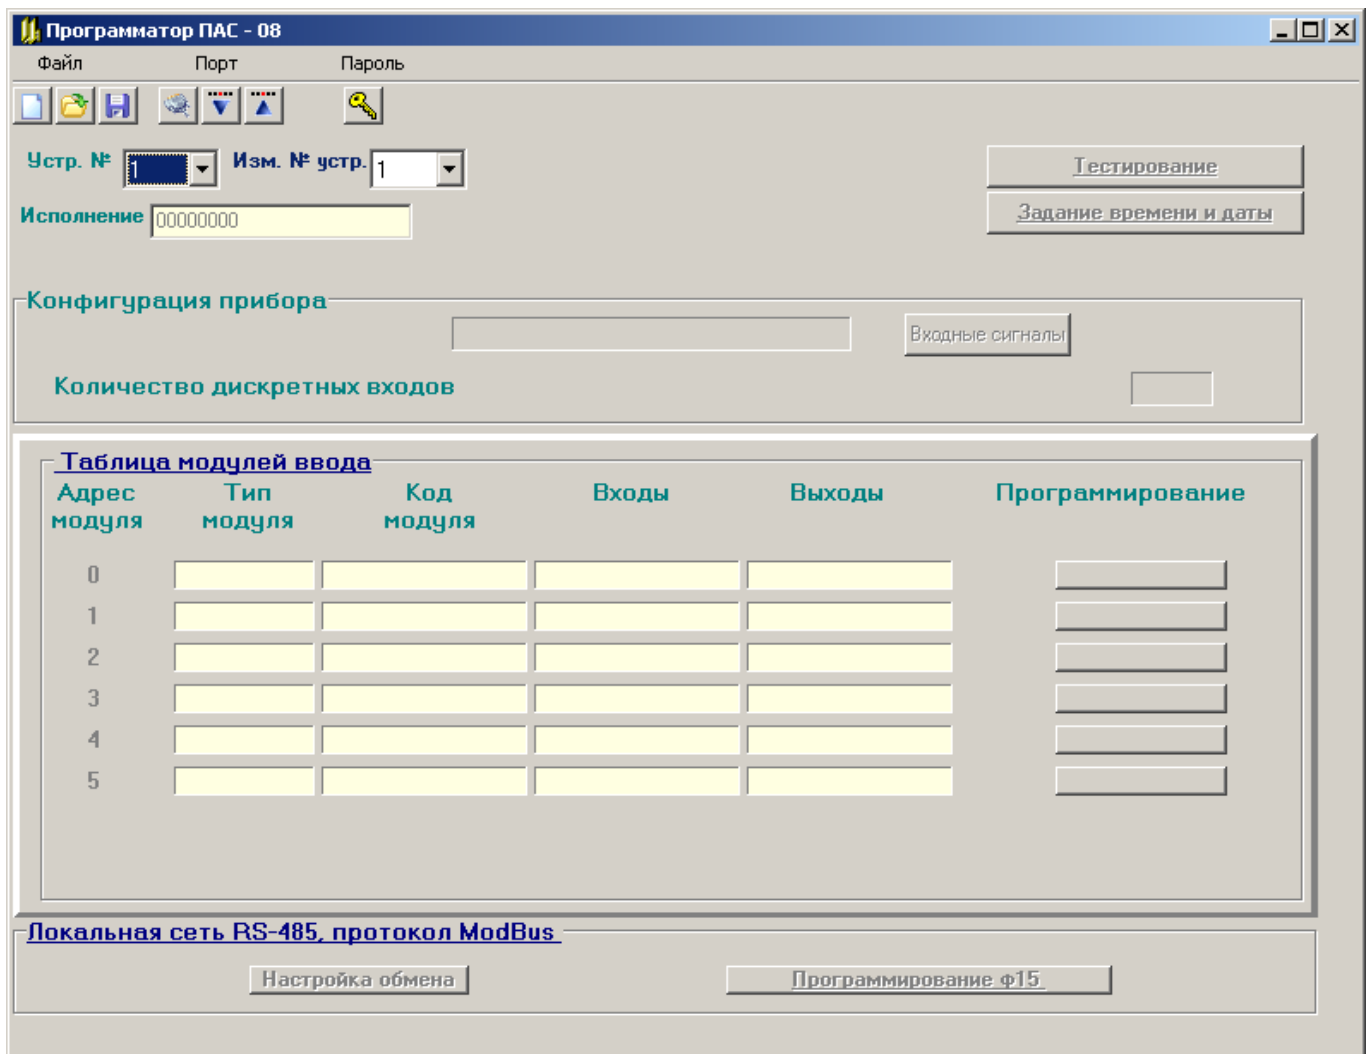 Программатор ПАС - 08
Файл Порт Пароль
Устр. № 1 Изм. № устр. 1
Тестирование
Исполнение 00000000
Задание времени и даты
Конфигурация прибора
Входные сигналы
Количество дискретных входов
Таблица модулей ввода
Адрес модуля Тип модуля Код модуля Входы Выходы Программирование
0
1
2
3
4
5
Локальная сеть RS-485, протокол ModBus
Настройка обмена Программирование ф15